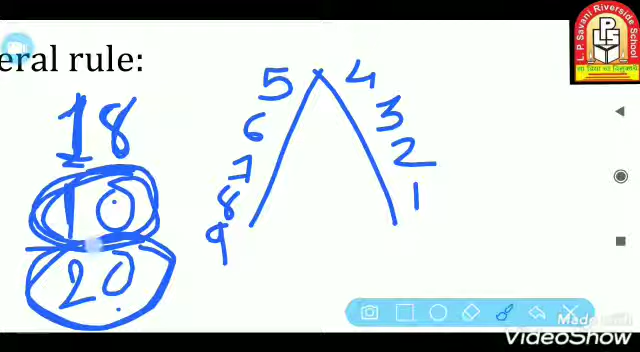 L. P. Savani Riverside School
LPS
eral rule:
5 4
18 6 3
7 2
10 8 1
9
20
Made with
VideoShow